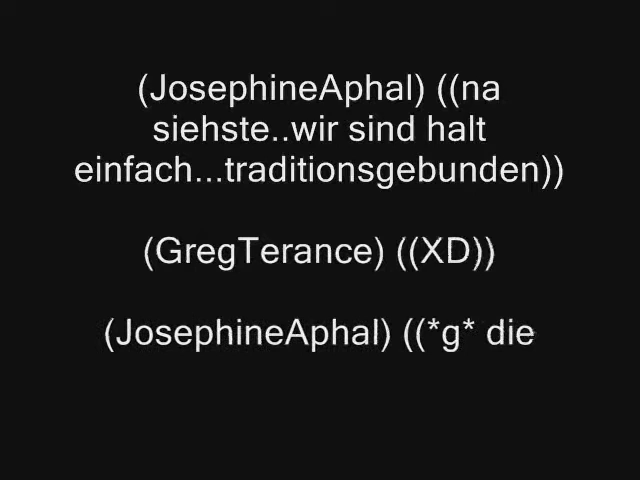 (JosephineAphal) ((na
siehste..wir sind halt
einfach...traditionsgebunden))
(GregTerance) ((XD))
(JosephineAphal) ((*g* die